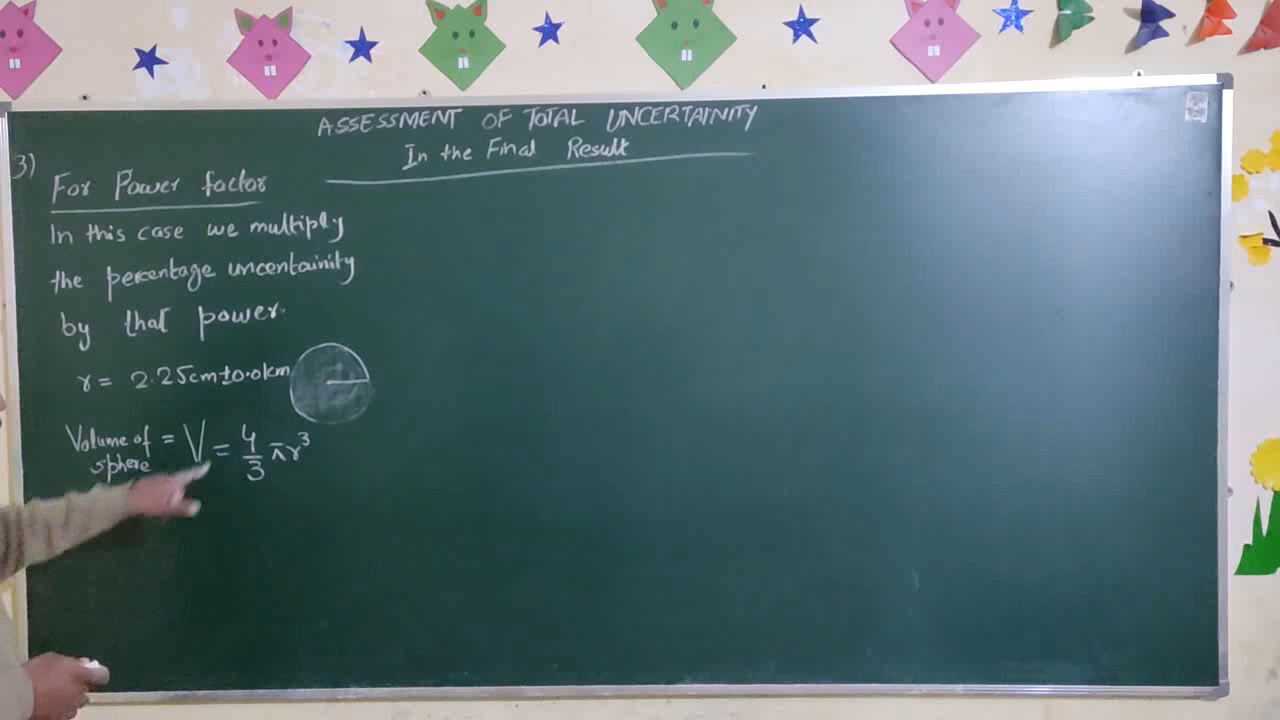 ASSESSMENT OF TOTAL UNCERTAINITY
In the Final Result
3)
For Power factor
In this case we multiply
the percentage uncertainity
by that power.
r = 2.25cm±0.01cm
Volume of sphere = V = 4/3 πr³